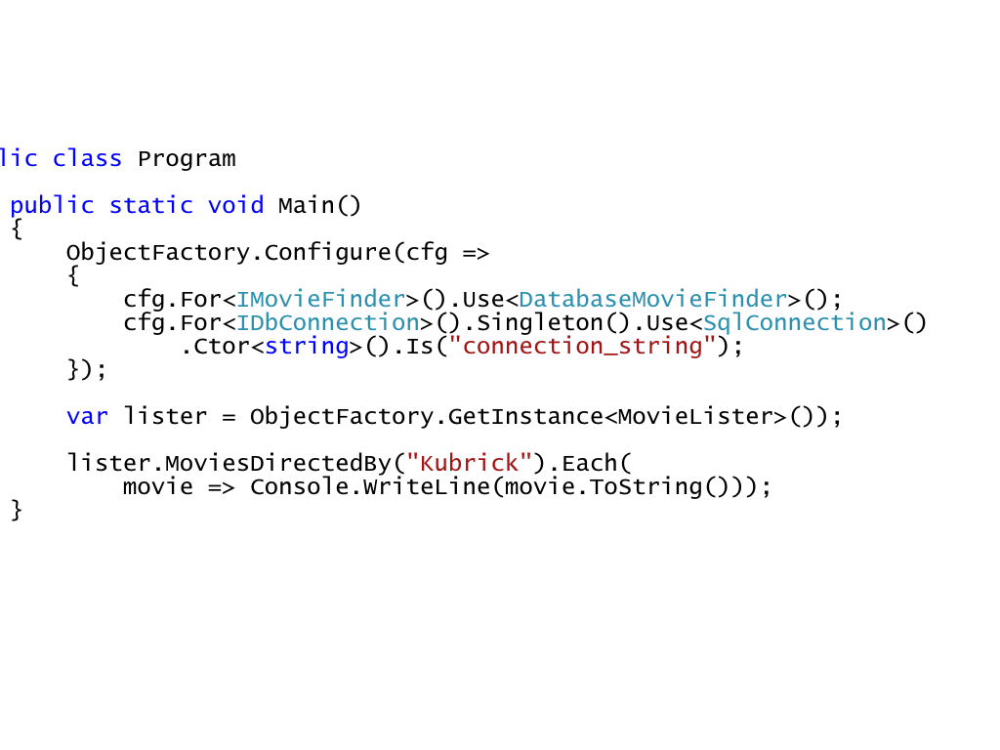 lic class Program
public static void Main()
{
ObjectFactory.Configure(cfg =>
{
cfg.For<IMovieFinder>().Use<DatabaseMovieFinder>();
cfg.For<IDbConnection>().Singleton().Use<SqlConnection>()
.Ctor<string>().Is("connection_string");
});
var lister = ObjectFactory.GetInstance<MovieLister>());
lister.MoviesDirectedBy("Kubrick").Each(
movie => Console.WriteLine(movie.ToString()));
}